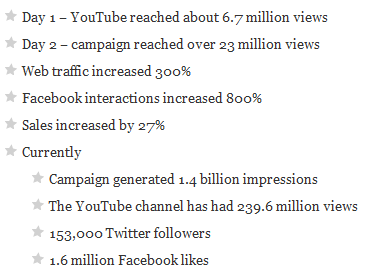 Day 1 – YouTube reached about 6.7 million views
Day 2 – campaign reached over 23 million views
Web traffic increased 300%
Facebook interactions increased 800%
Sales increased by 27%
Currently
Campaign generated 1.4 billion impressions
The YouTube channel has had 239.6 million views
153,000 Twitter followers
1.6 million Facebook likes